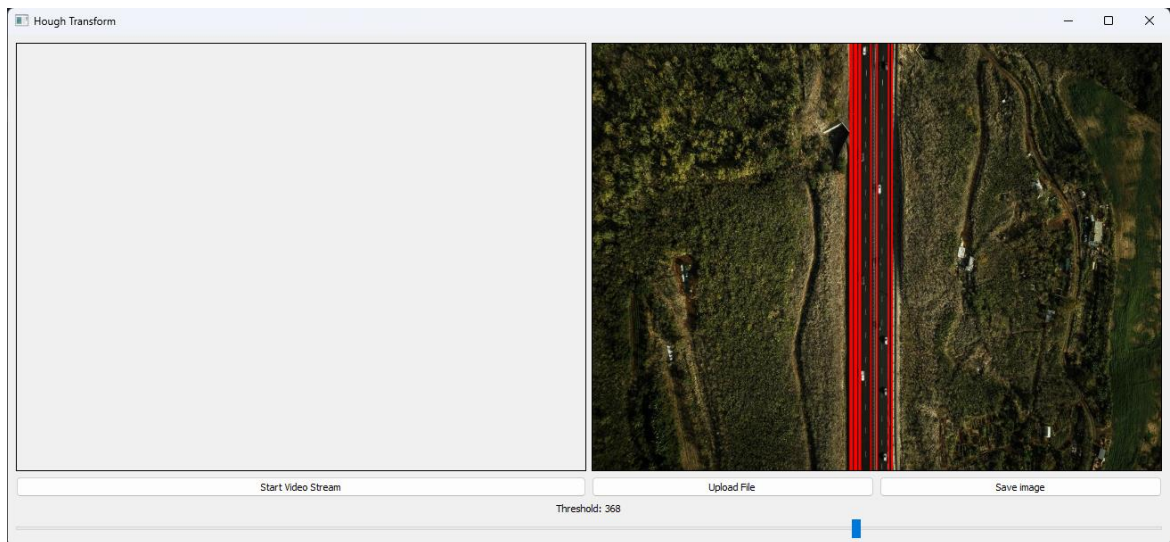 Hough Transform
Start Video Stream
Upload File
Save image
Threshold: 368